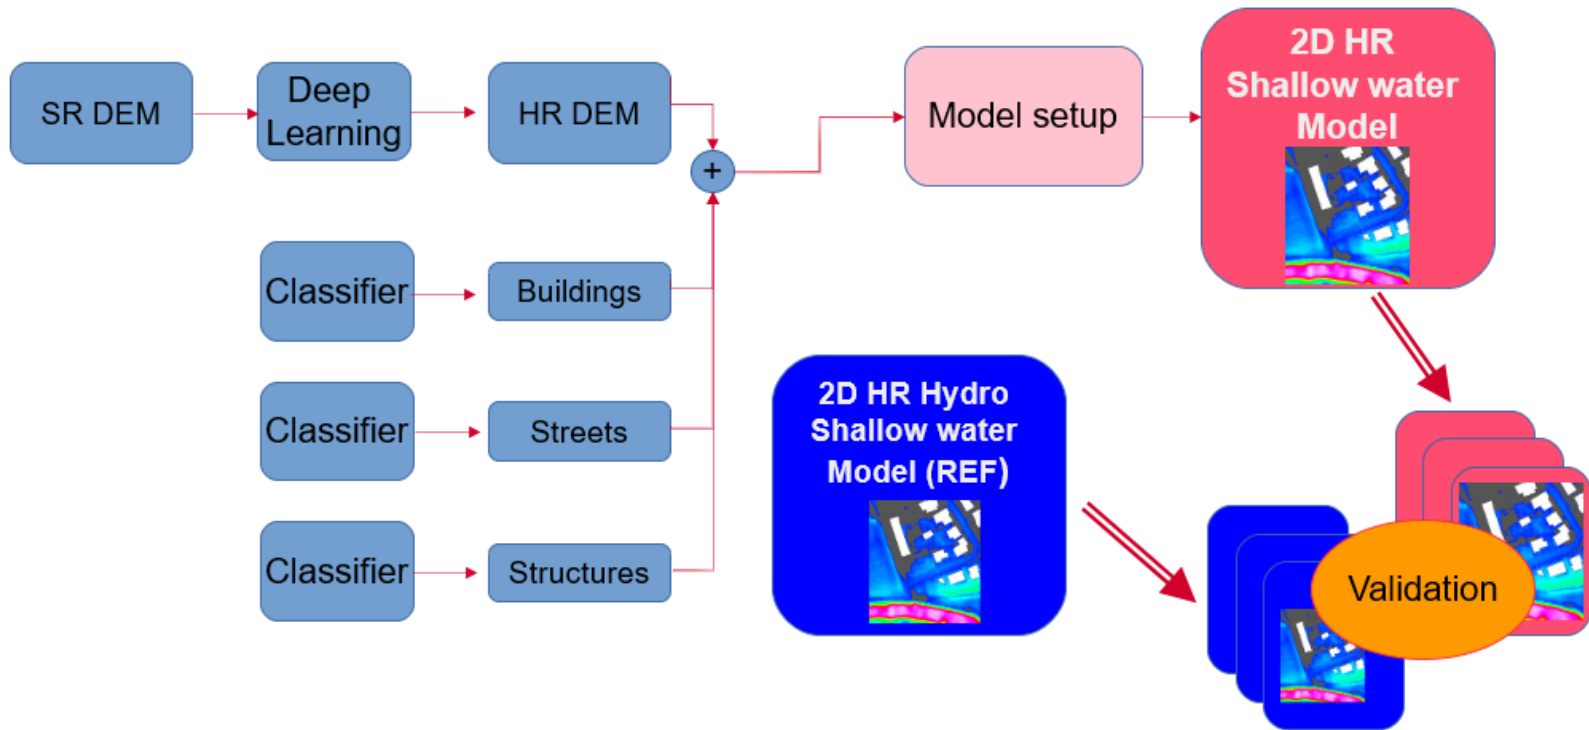 SR DEM
Deep
Learning
HR DEM
+
Model setup
2D HR
Shallow water
Model
Classifier
Buildings
Classifier
Streets
Classifier
Structures
2D HR Hydro
Shallow water
Model (REF)
Validation